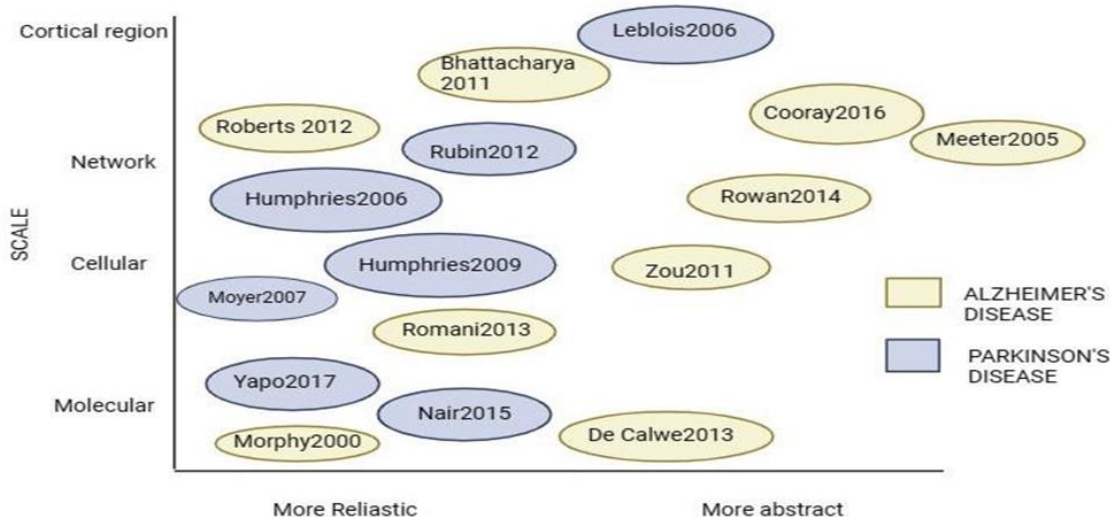 Cortical region
Leblois2006
Bhattacharya
2011
Cooray2016
Roberts 2012
Meeter2005
Rubin2012
Network
Humphries2006
Rowan2014
SCALE
Cellular
Humphries2009
Zou2011
Moyer2007
ALZHEIMER'S
DISEASE
Romani2013
PARKINSON'S
DISEASE
Yapo2017
Molecular
Nair2015
De Calwe2013
Morphy2000
More Reliastic
More abstract